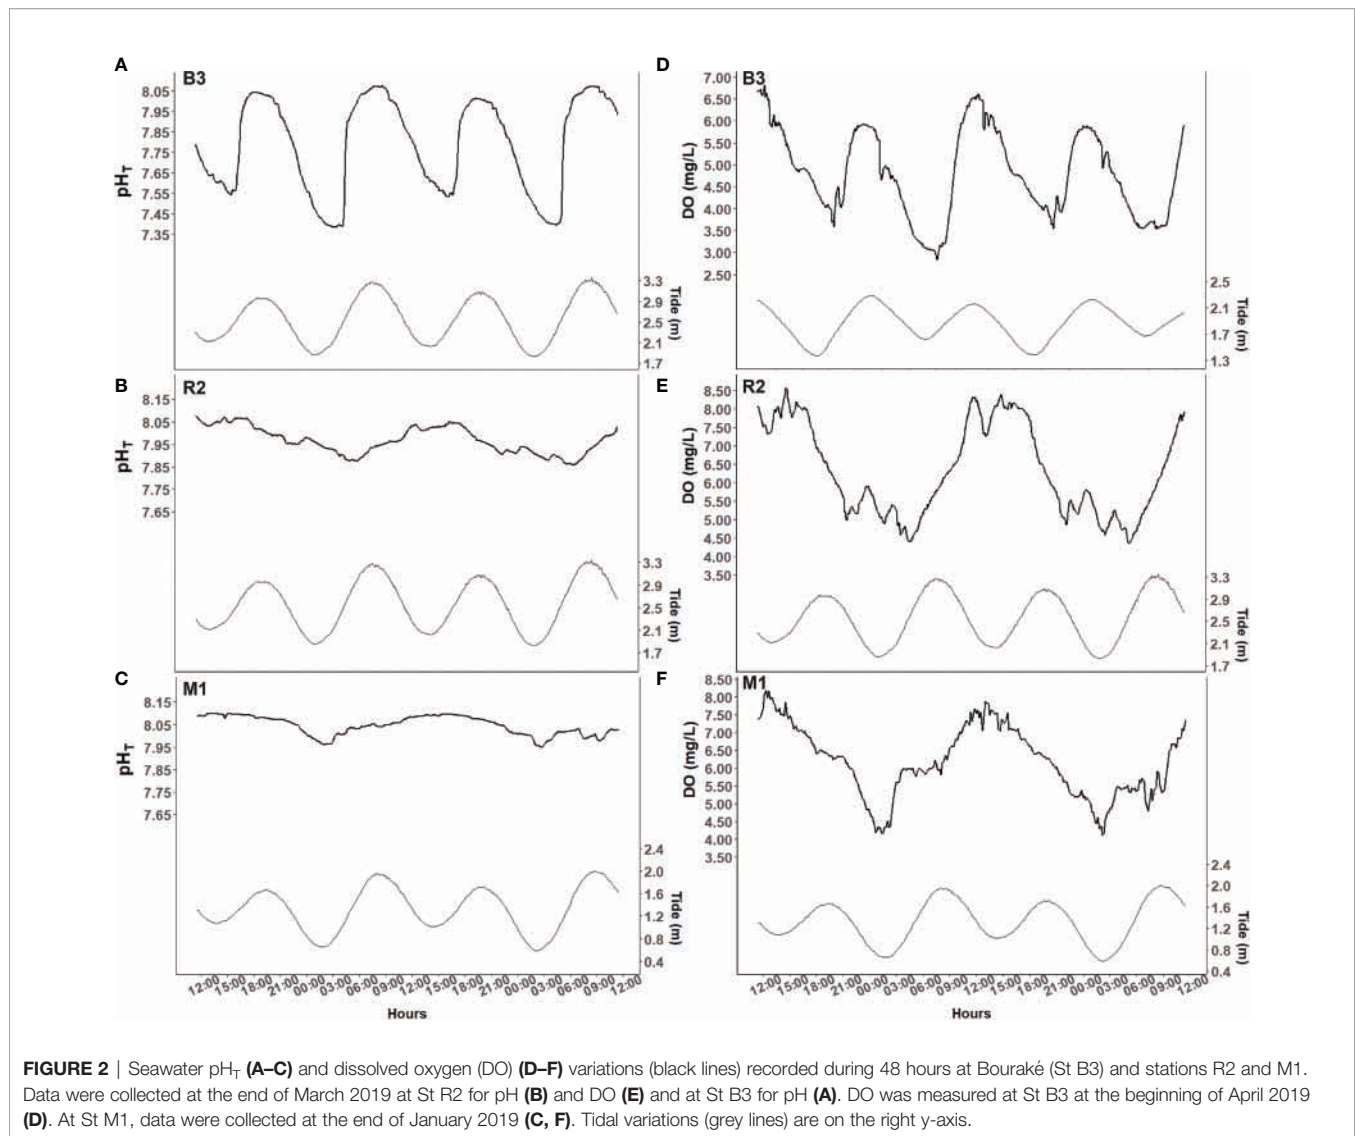 A
B3
8.05
7.95
7.85
7.75
7.65
7.55
7.45
7.35
pHT
3.3
2.9
2.5
2.1
1.7
Tide (m)
D
B3
7.00
6.50
6.00
5.50
5.00
4.50
4.00
3.50
3.00
2.50
DO (mg/L)
2.5
2.1
1.7
1.3
Tide (m)
B
R2
8.15
8.05
7.95
7.85
7.75
7.65
pHT
3.3
2.9
2.5
2.1
1.7
Tide (m)
E
R2
8.50
8.00
7.50
7.00
6.50
6.00
5.50
5.00
4.50
4.00
3.50
DO (mg/L)
3.3
2.9
2.5
2.1
1.7
Tide (m)
C
M1
8.15
8.05
7.95
7.85
7.75
7.65
pHT
2.4
2.0
1.6
1.2
0.8
0.4
Tide (m)
12:00 15:00 18:00 21:00 00:00 03:00 06:00 09:00 12:00 15:00 18:00 21:00 00:00 03:00 06:00 09:00 12:00
Hours
F
M1
8.50
8.00
7.50
7.00
6.50
6.00
5.50
5.00
4.50
4.00
3.50
DO (mg/L)
2.4
2.0
1.6
1.2
0.8
0.4
Tide (m)
12:00 15:00 18:00 21:00 00:00 03:00 06:00 09:00 12:00 15:00 18:00 21:00 00:00 03:00 06:00 09:00 12:00
Hours
FIGURE 2 | Seawater pHT (A–C) and dissolved oxygen (DO) (D–F) variations (black lines) recorded during 48 hours at Bouraké (St B3) and stations R2 and M1.
Data were collected at the end of March 2019 at St R2 for pH (B) and DO (E) and at St B3 for pH (A). DO was measured at St B3 at the beginning of April 2019
(D). At St M1, data were collected at the end of January 2019 (C, F). Tidal variations (grey lines) are on the right y-axis.